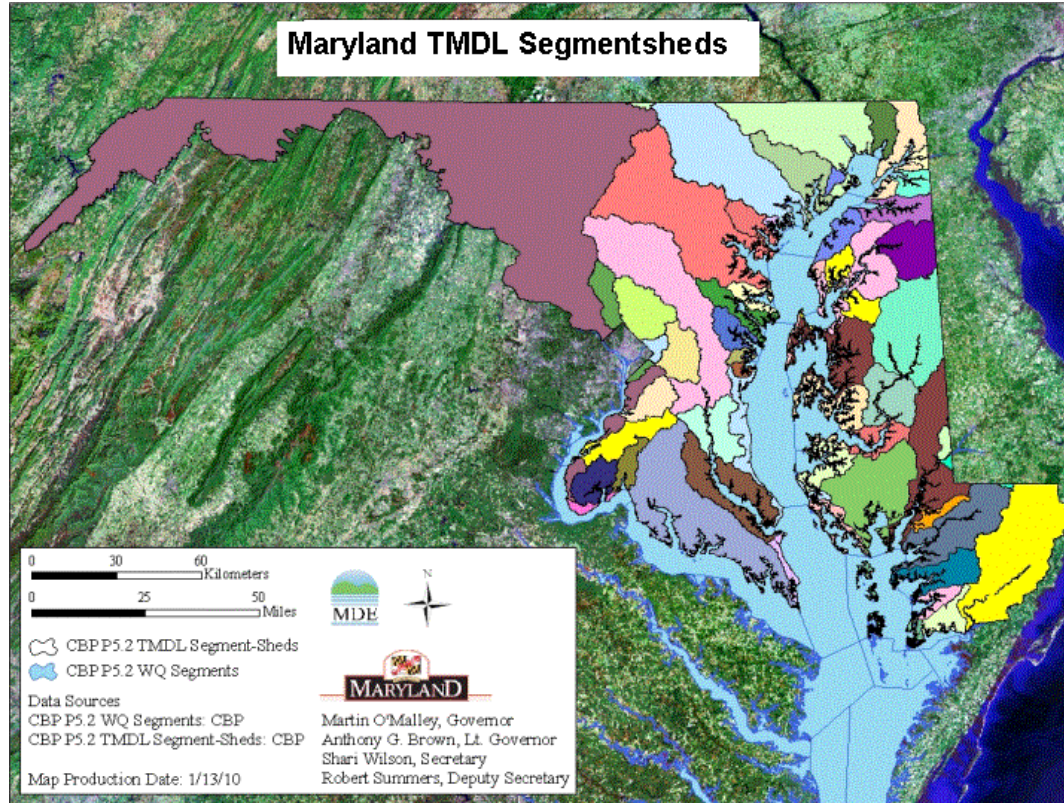 Maryland TMDL Segmentsheds
0 30 60
Kilometers
0 25 50
Miles
MDE
N
CBP P5.2 TMDL Segment-Sheds
CBP P5.2 WQ Segments
Data Sources
CBP P5.2 WQ Segments: CBP
CBP P5.2 TMDL Segment-Sheds: CBP
Map Production Date: 1/13/10
MARYLAND
Martin O'Malley, Governor
Anthony G. Brown, Lt. Governor
Shari Wilson, Secretary
Robert Summers, Deputy Secretary